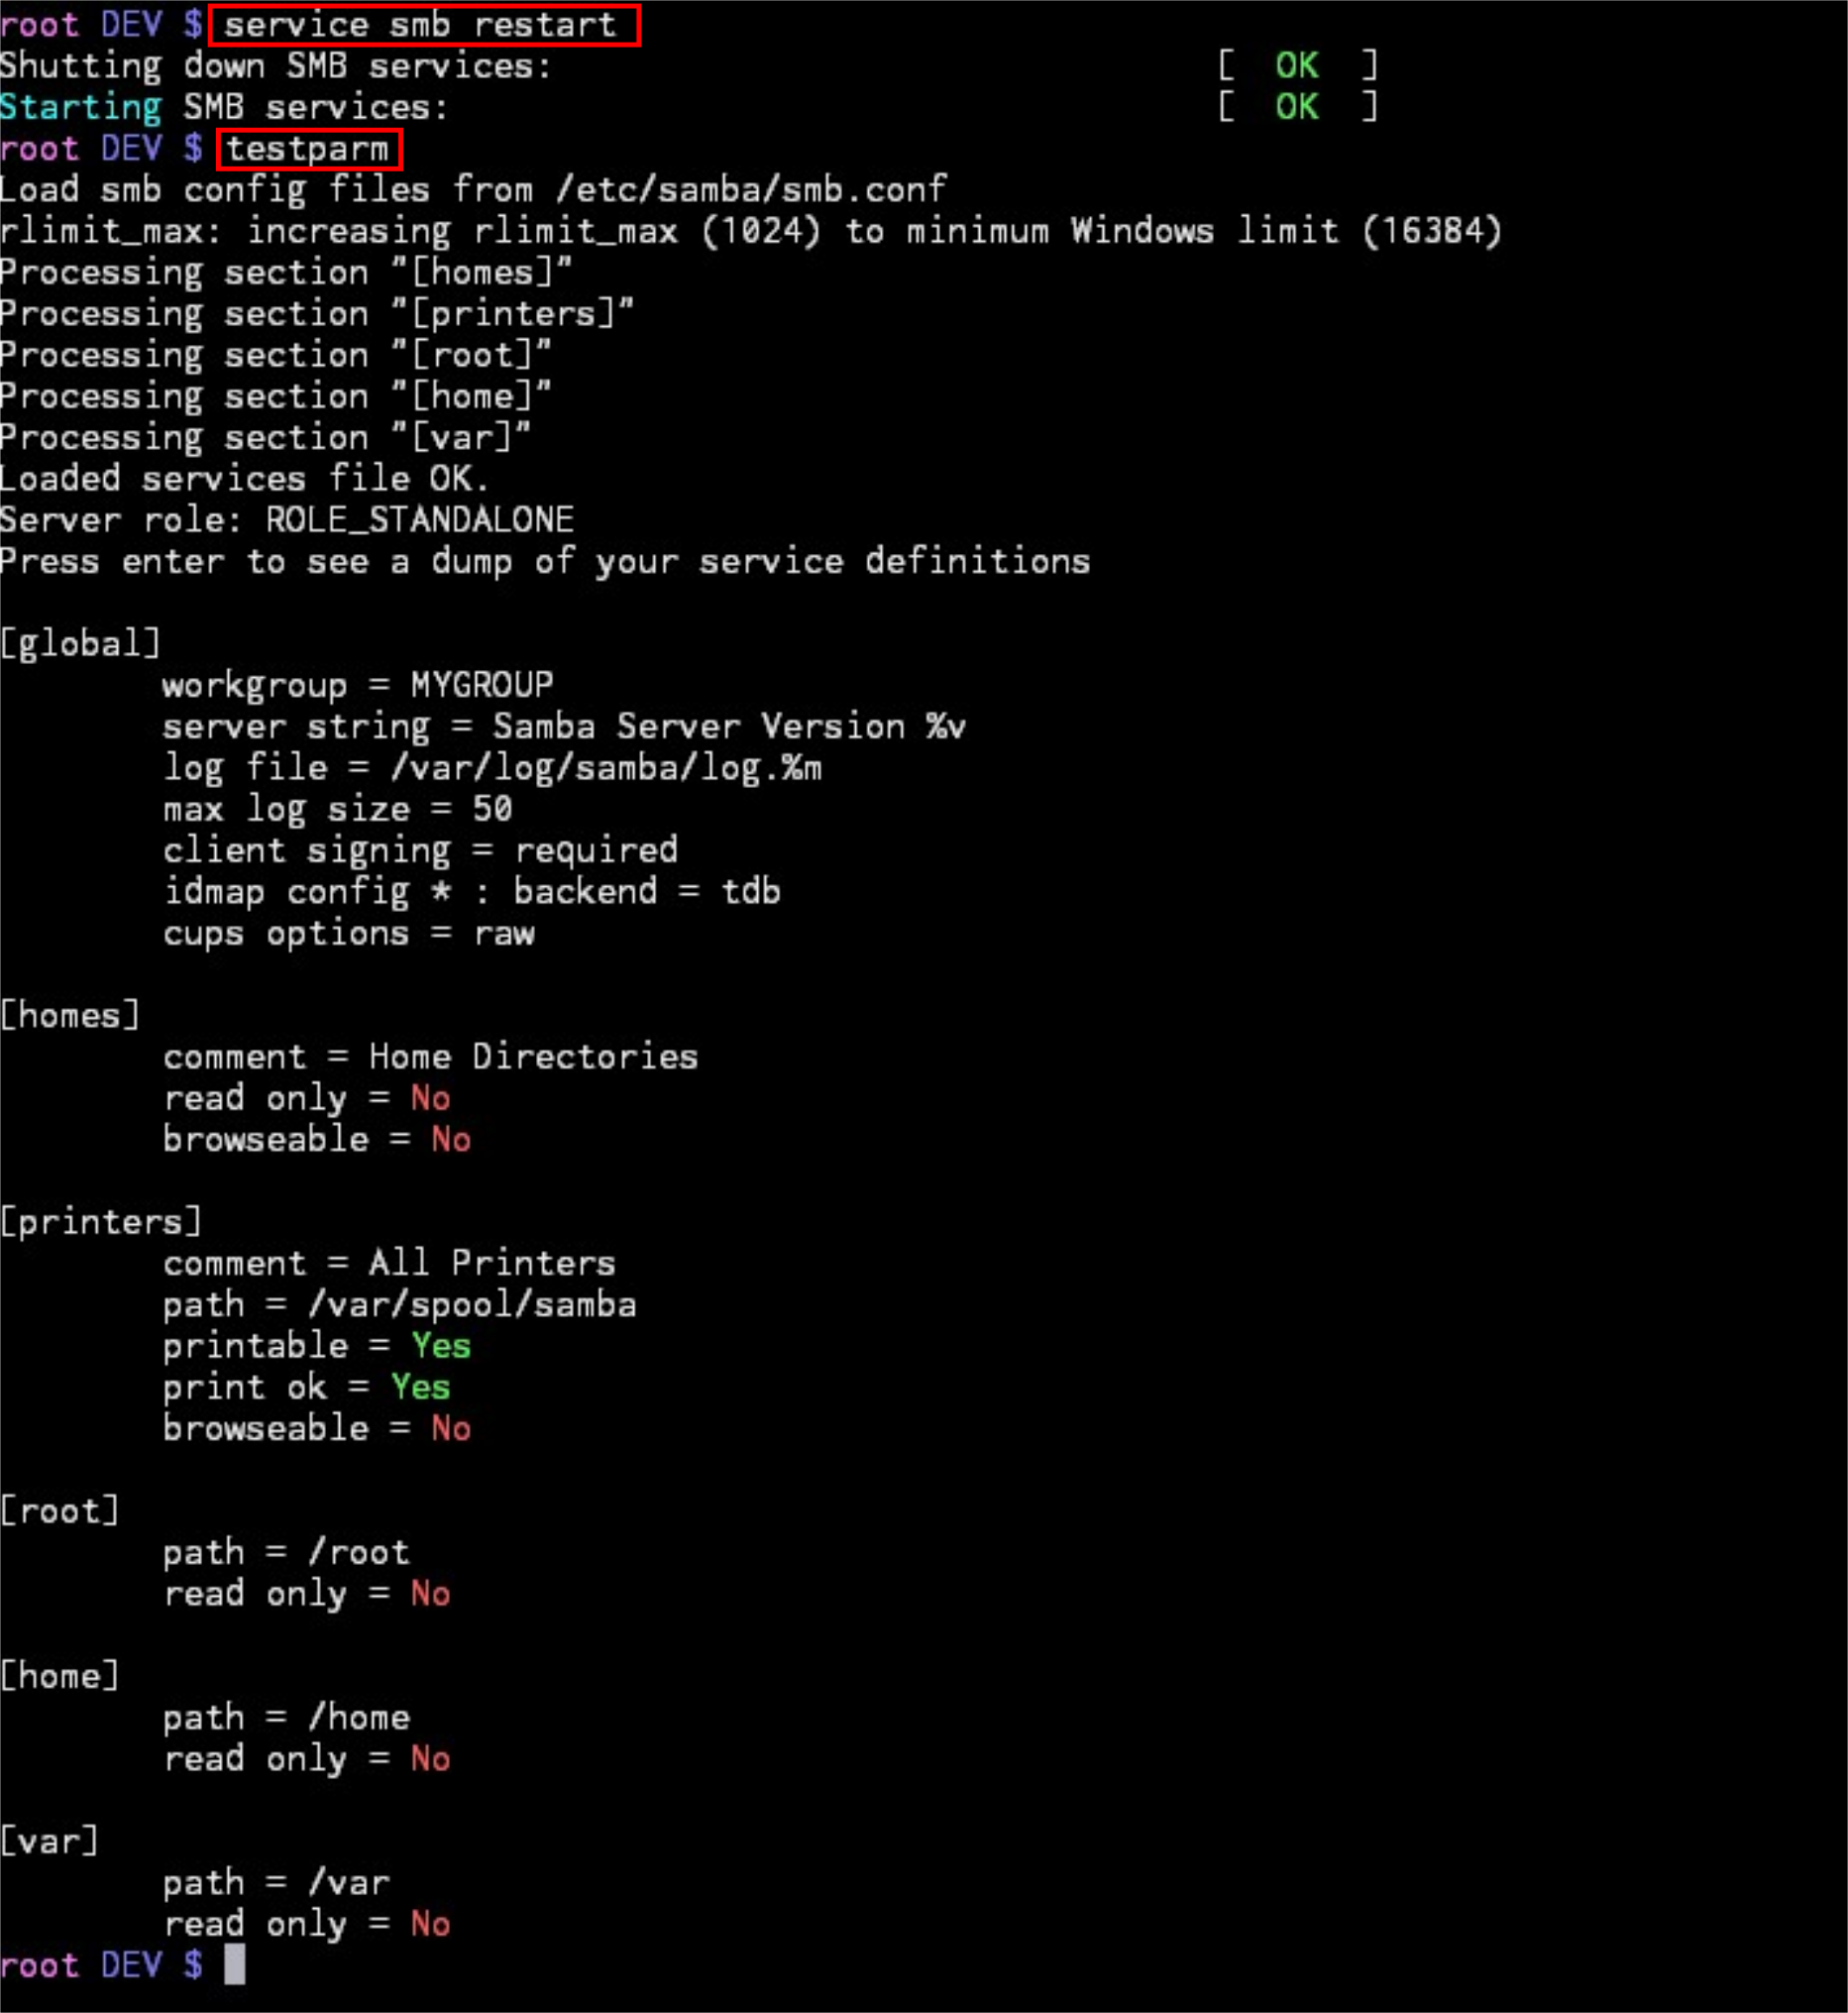 root DEV $ service smb restart
Shutting down SMB services: [ OK ]
Starting SMB services: [ OK ]
root DEV $ testparm
Load smb config files from /etc/samba/smb.conf
rlimit_max: increasing rlimit_max (1024) to minimum Windows limit (16384)
Processing section "[homes]"
Processing section "[printers]"
Processing section "[root]"
Processing section "[home]"
Processing section "[var]"
Loaded services file OK.
Server role: ROLE_STANDALONE
Press enter to see a dump of your service definitions
[global]
workgroup = MYGROUP
server string = Samba Server Version %v
log file = /var/log/samba/log.%m
max log size = 50
client signing = required
idmap config * : backend = tdb
cups options = raw
[homes]
comment = Home Directories
read only = No
browseable = No
[printers]
comment = All Printers
path = /var/spool/samba
printable = Yes
print ok = Yes
browseable = No
[root]
path = /root
read only = No
[home]
path = /home
read only = No
[var]
path = /var
read only = No
root DEV $